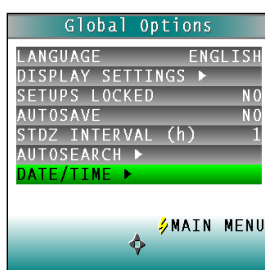 Global Options
LANGUAGE ENGLISH
DISPLAY SETTINGS ▶
SETUPS LOCKED NO
AUTOSAVE NO
STDZ INTERVAL (h) 1
AUTOSEARCH ▶
DATE/TIME ▶
MAIN MENU